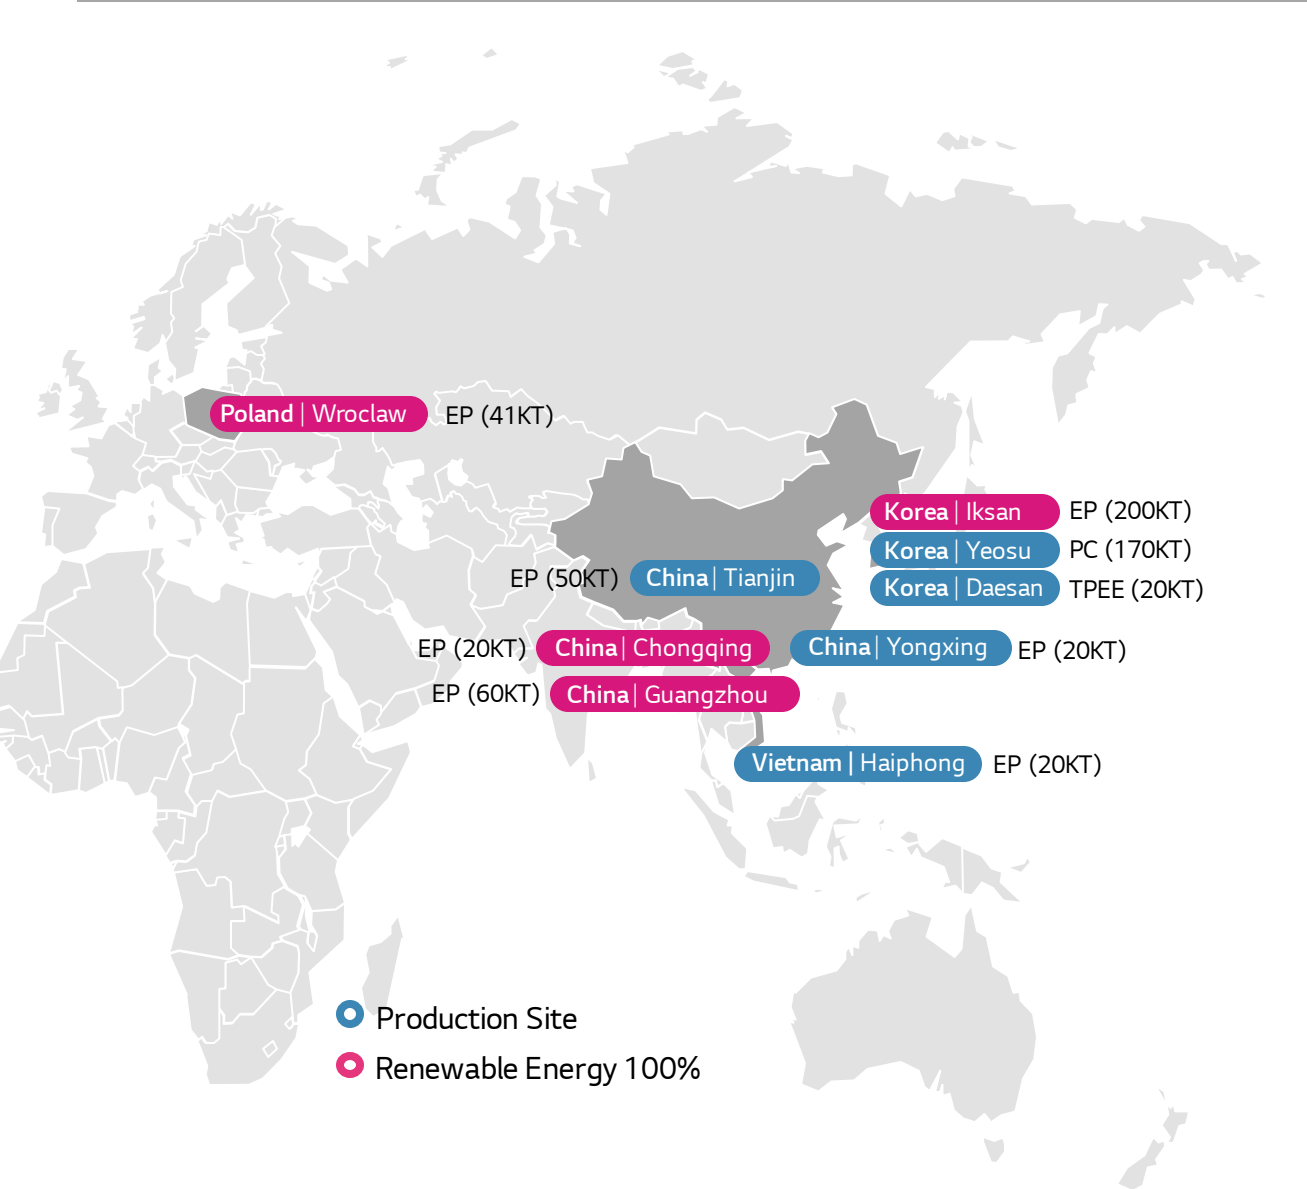 Poland | Wroclaw EP (41KT)
Korea | Iksan EP (200KT)
Korea | Yeosu PC (170KT)
EP (50KT) China | Tianjin
Korea | Daesan TPEE (20KT)
EP (20KT) China | Chongqing
China | Yongxing EP (20KT)
EP (60KT) China | Guangzhou
Vietnam | Haiphong EP (20KT)
Production Site
Renewable Energy 100%